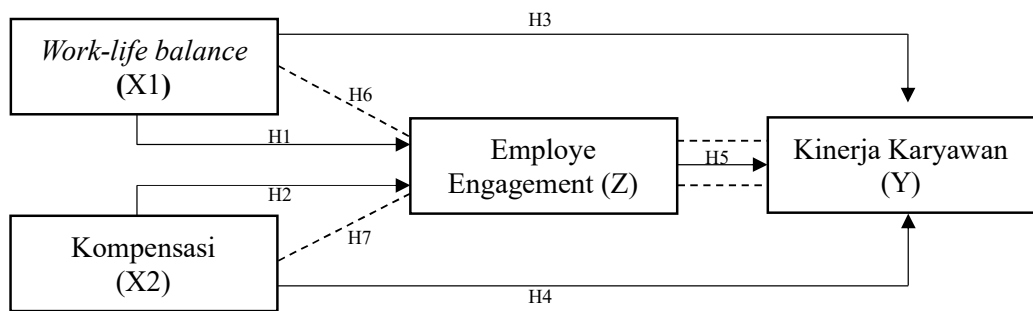 H3
Work-life balance
(X1)
H6
H1
Employe
Engagement (Z)
H5
Kinerja Karyawan
(Y)
H2
H7
Kompensasi
(X2)
H4